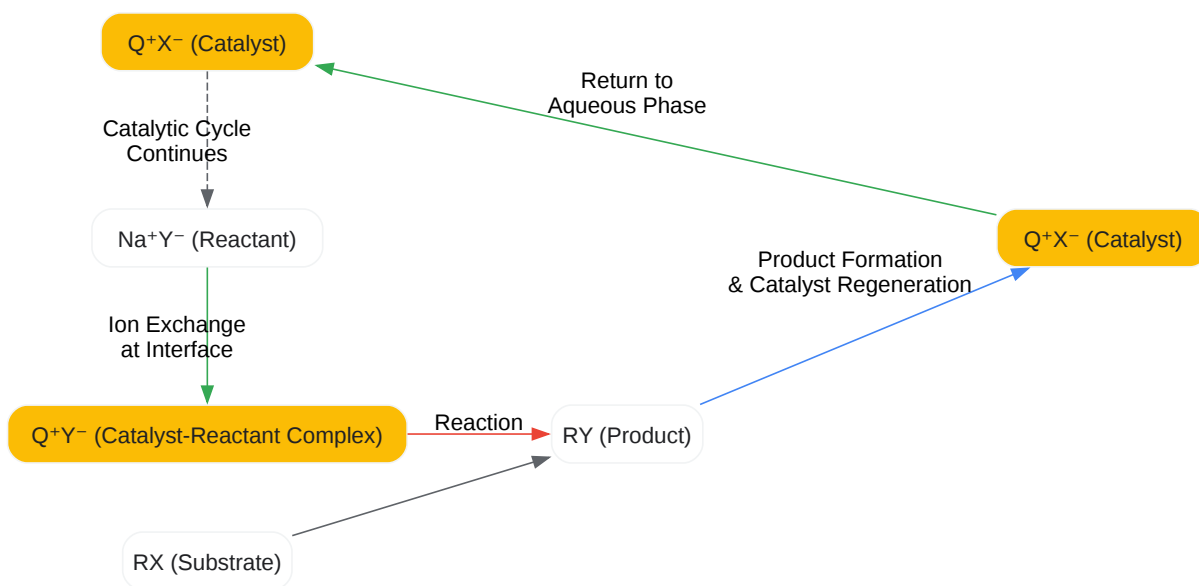 Q⁺X⁻ (Catalyst)
Return to
Aqueous Phase
Catalytic Cycle
Continues
Na⁺Y⁻ (Reactant)
Q⁺X⁻ (Catalyst)
Product Formation
& Catalyst Regeneration
Ion Exchange
at Interface
Q⁺Y⁻ (Catalyst-Reactant Complex)
Reaction
RY (Product)
RX (Substrate)